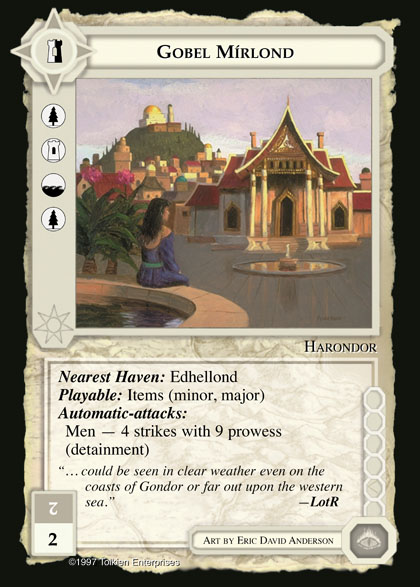 GOBEL MÍRLOND
HARONDOR
Nearest Haven: Edhellond
Playable: Items (minor, major)
Automatic-attacks:
Men — 4 strikes with 9 prowess
(detainment)
“… could be seen in clear weather even on the
coasts of Gondor or far out upon the western
sea.” —LotR
2
2
ART BY ERIC DAVID ANDERSON
©1997 Tolkien Enterprises